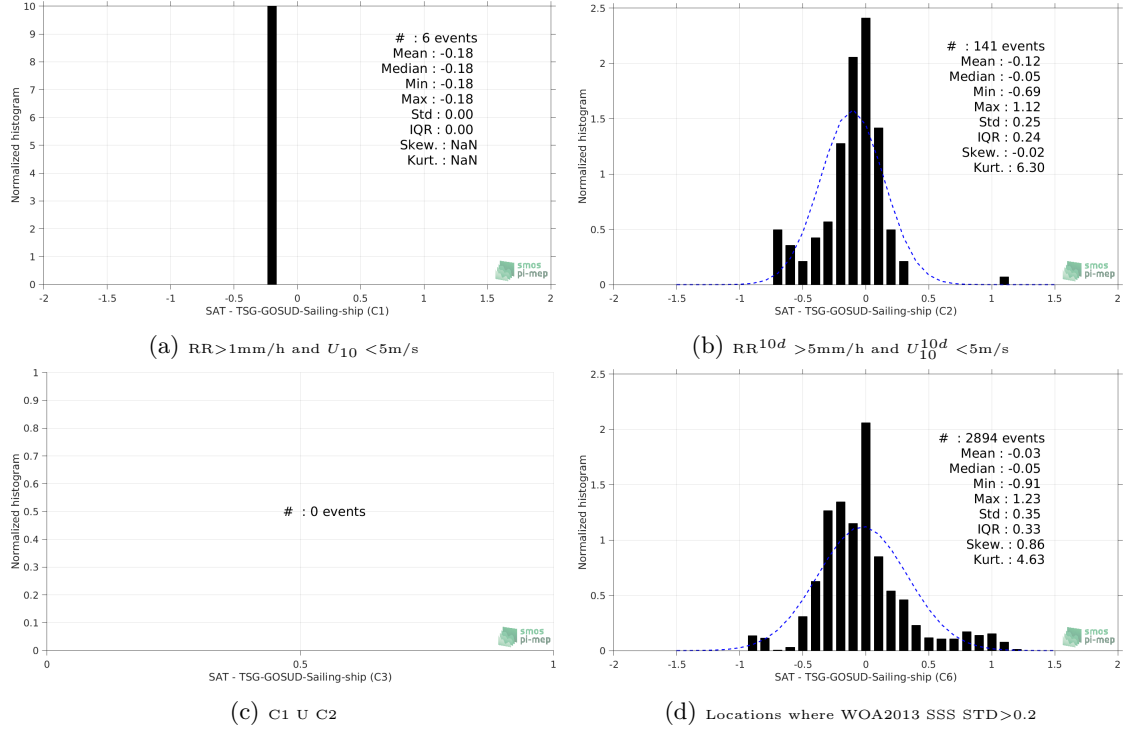 10
9
8
7
6
5
4
3
2
1
0
Normalized histogram
# : 6 events
Mean : -0.18
Median : -0.18
Min : -0.18
Max : -0.18
Std : 0.00
IQR : 0.00
Skew. : NaN
Kurt. : NaN
smos
pi-mep
-2 -1.5 -1 -0.5 0 0.5 1 1.5 2
SAT - TSG-GOSUD-Sailing-ship (C1)
(a) RR>1mm/h and U10 <5m/s
2.5
2
1.5
1
0.5
0
Normalized histogram
# : 141 events
Mean : -0.12
Median : -0.05
Min : -0.69
Max : 1.12
Std : 0.25
IQR : 0.24
Skew. : -0.02
Kurt. : 6.30
smos
pi-mep
-2 -1.5 -1 -0.5 0 0.5 1 1.5 2
SAT - TSG-GOSUD-Sailing-ship (C2)
(b) RR^10d >5mm/h and U10^10d <5m/s
1
0.9
0.8
0.7
0.6
0.5
0.4
0.3
0.2
0.1
0
Normalized histogram
# : 0 events
smos
pi-mep
0 0.5 1
SAT - TSG-GOSUD-Sailing-ship (C3)
(c) C1 U C2
2.5
2
1.5
1
0.5
0
Normalized histogram
# : 2894 events
Mean : -0.03
Median : -0.05
Min : -0.91
Max : 1.23
Std : 0.35
IQR : 0.33
Skew. : 0.86
Kurt. : 4.63
smos
pi-mep
-2 -1.5 -1 -0.5 0 0.5 1 1.5 2
SAT - TSG-GOSUD-Sailing-ship (C6)
(d) Locations where WOA2013 SSS STD>0.2